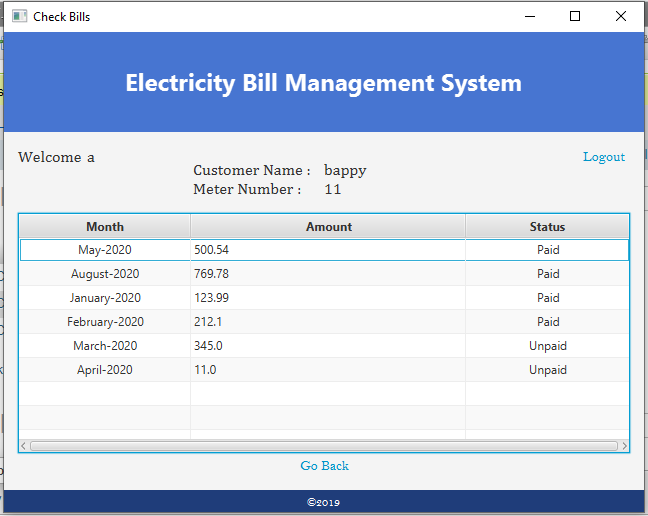 Check Bills
Electricity Bill Management System
Welcome a
Logout
Customer Name : bappy
Meter Number : 11
Month Amount Status
May-2020 500.54 Paid
August-2020 769.78 Paid
January-2020 123.99 Paid
February-2020 212.1 Paid
March-2020 345.0 Unpaid
April-2020 11.0 Unpaid
Go Back
©2019